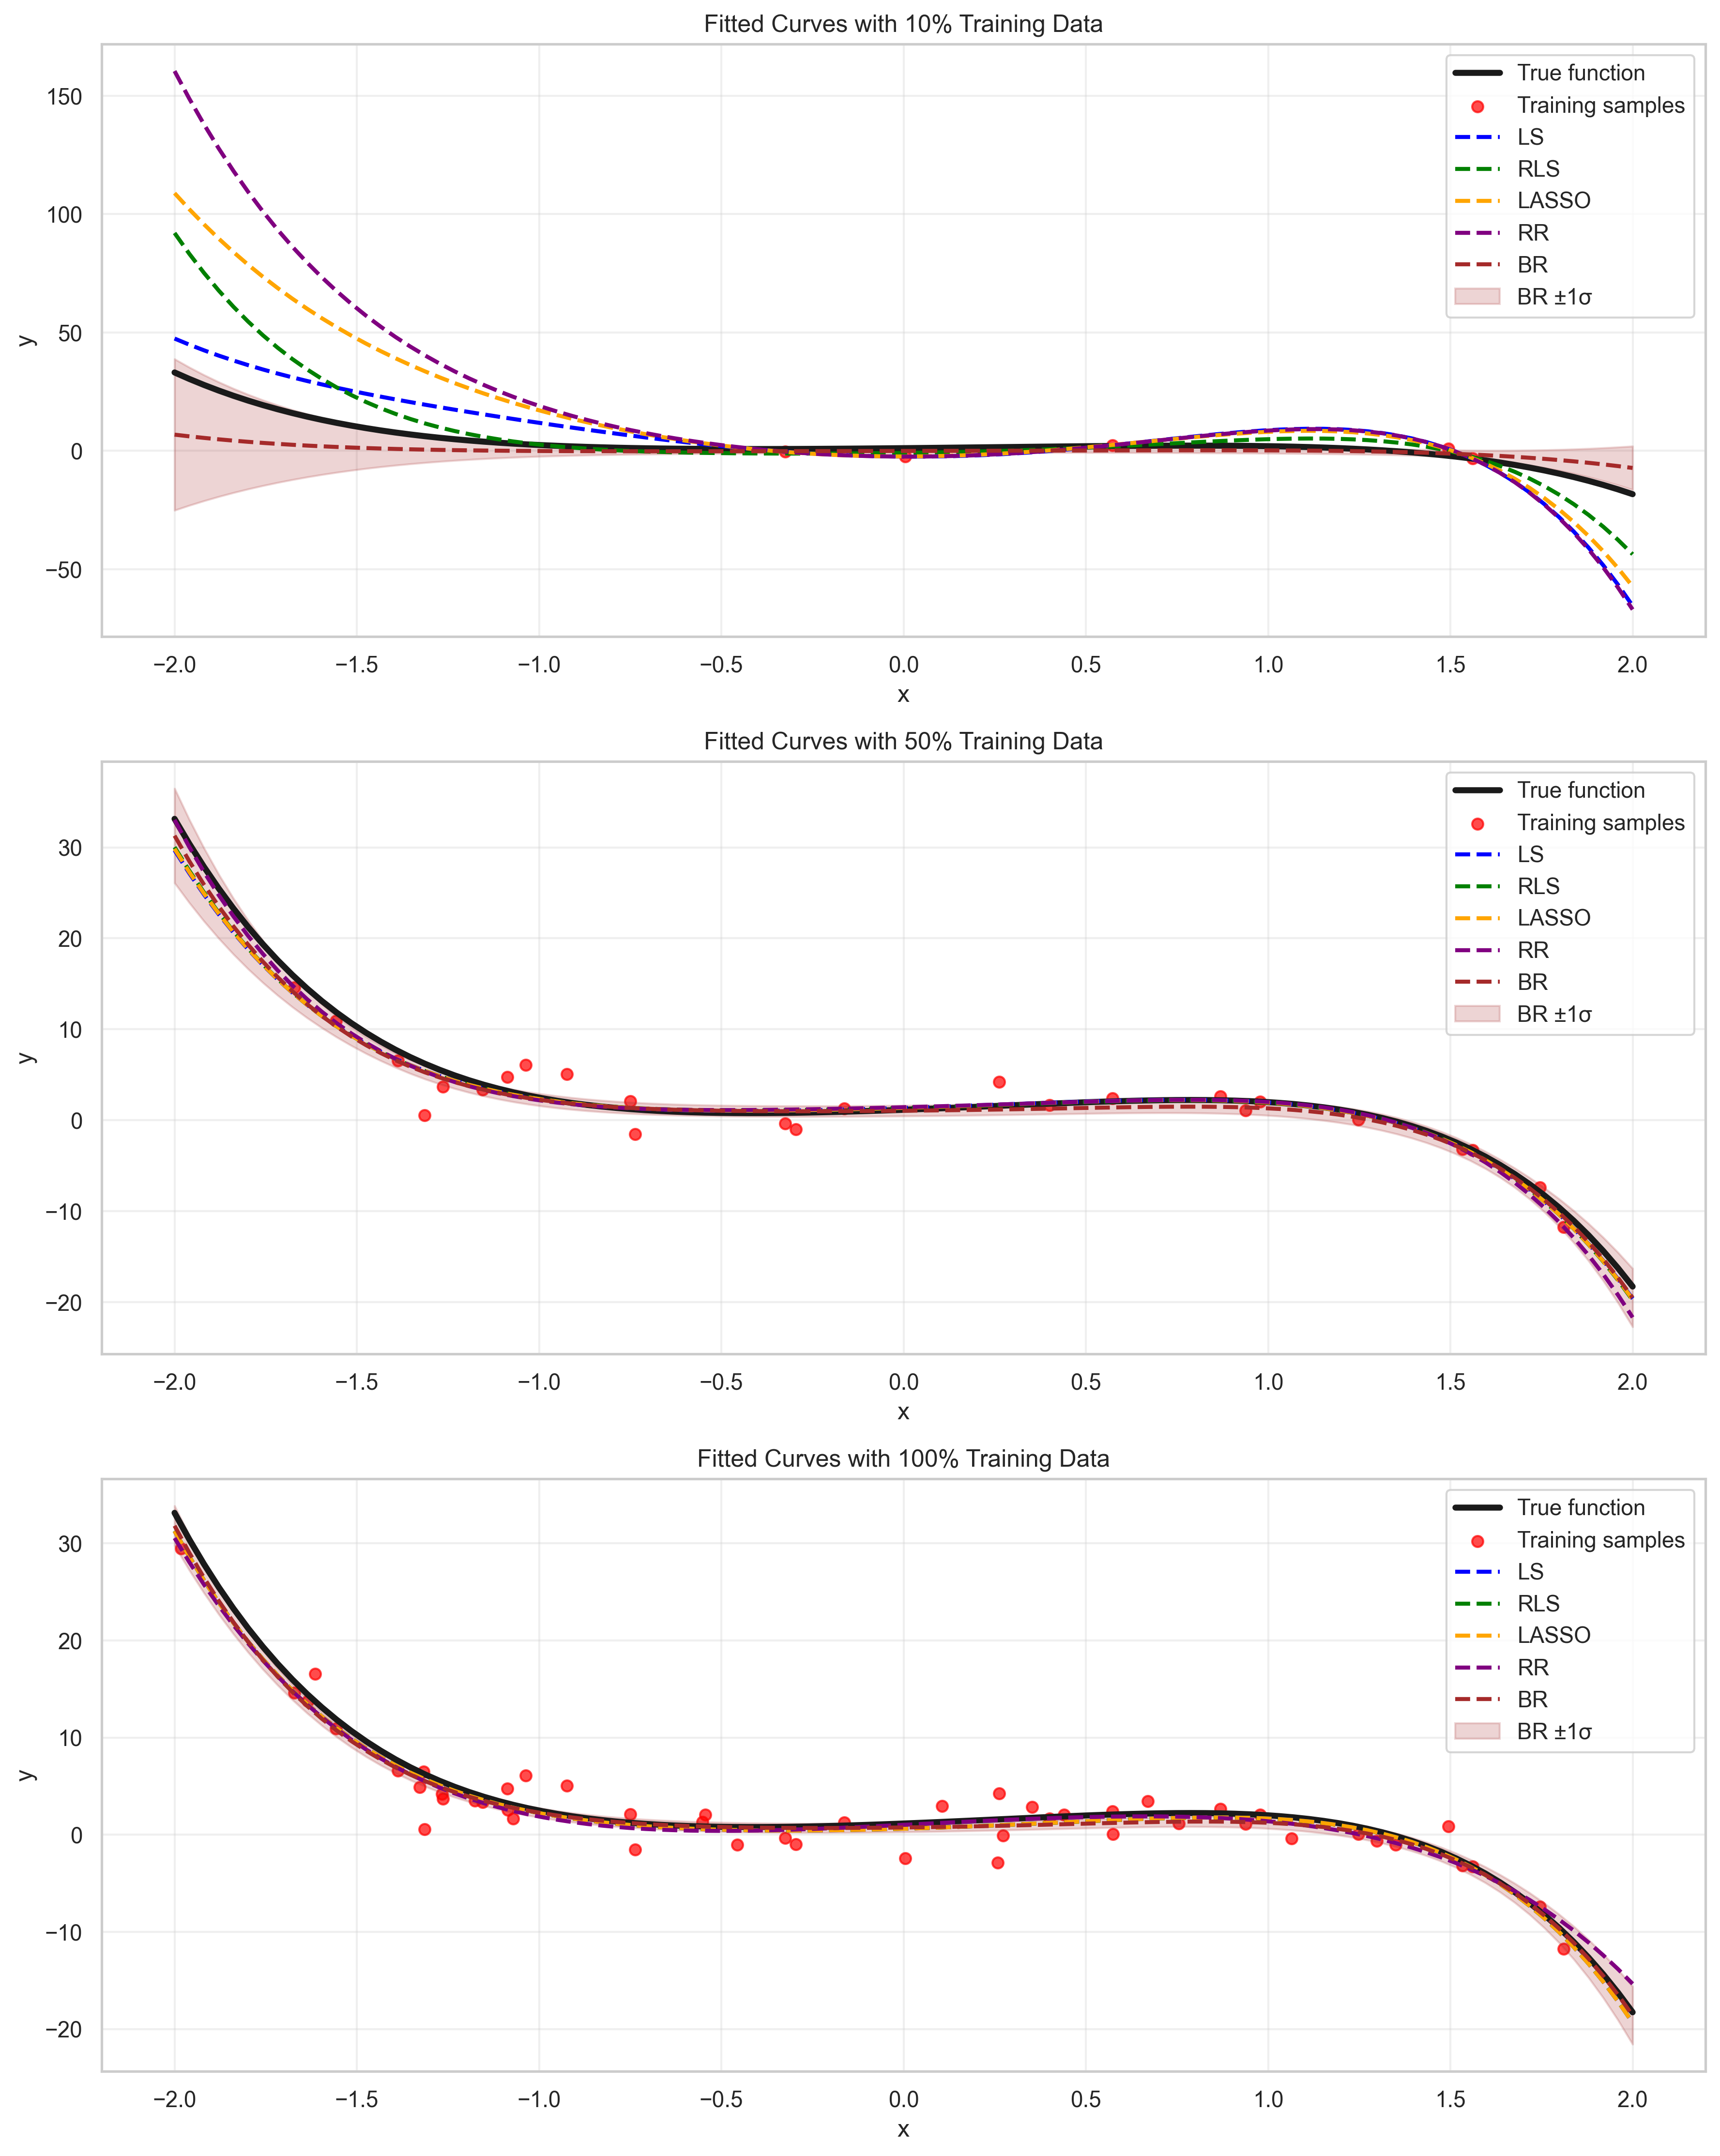 Fitted Curves with 10% Training Data
150
100
50
0
−50
y
−2.0 −1.5 −1.0 −0.5 0.0 0.5 1.0 1.5 2.0
x
True function
Training samples
LS
RLS
LASSO
RR
BR
BR ±1σ
Fitted Curves with 50% Training Data
30
20
10
0
−10
−20
y
−2.0 −1.5 −1.0 −0.5 0.0 0.5 1.0 1.5 2.0
x
True function
Training samples
LS
RLS
LASSO
RR
BR
BR ±1σ
Fitted Curves with 100% Training Data
30
20
10
0
−10
−20
y
−2.0 −1.5 −1.0 −0.5 0.0 0.5 1.0 1.5 2.0
x
True function
Training samples
LS
RLS
LASSO
RR
BR
BR ±1σ